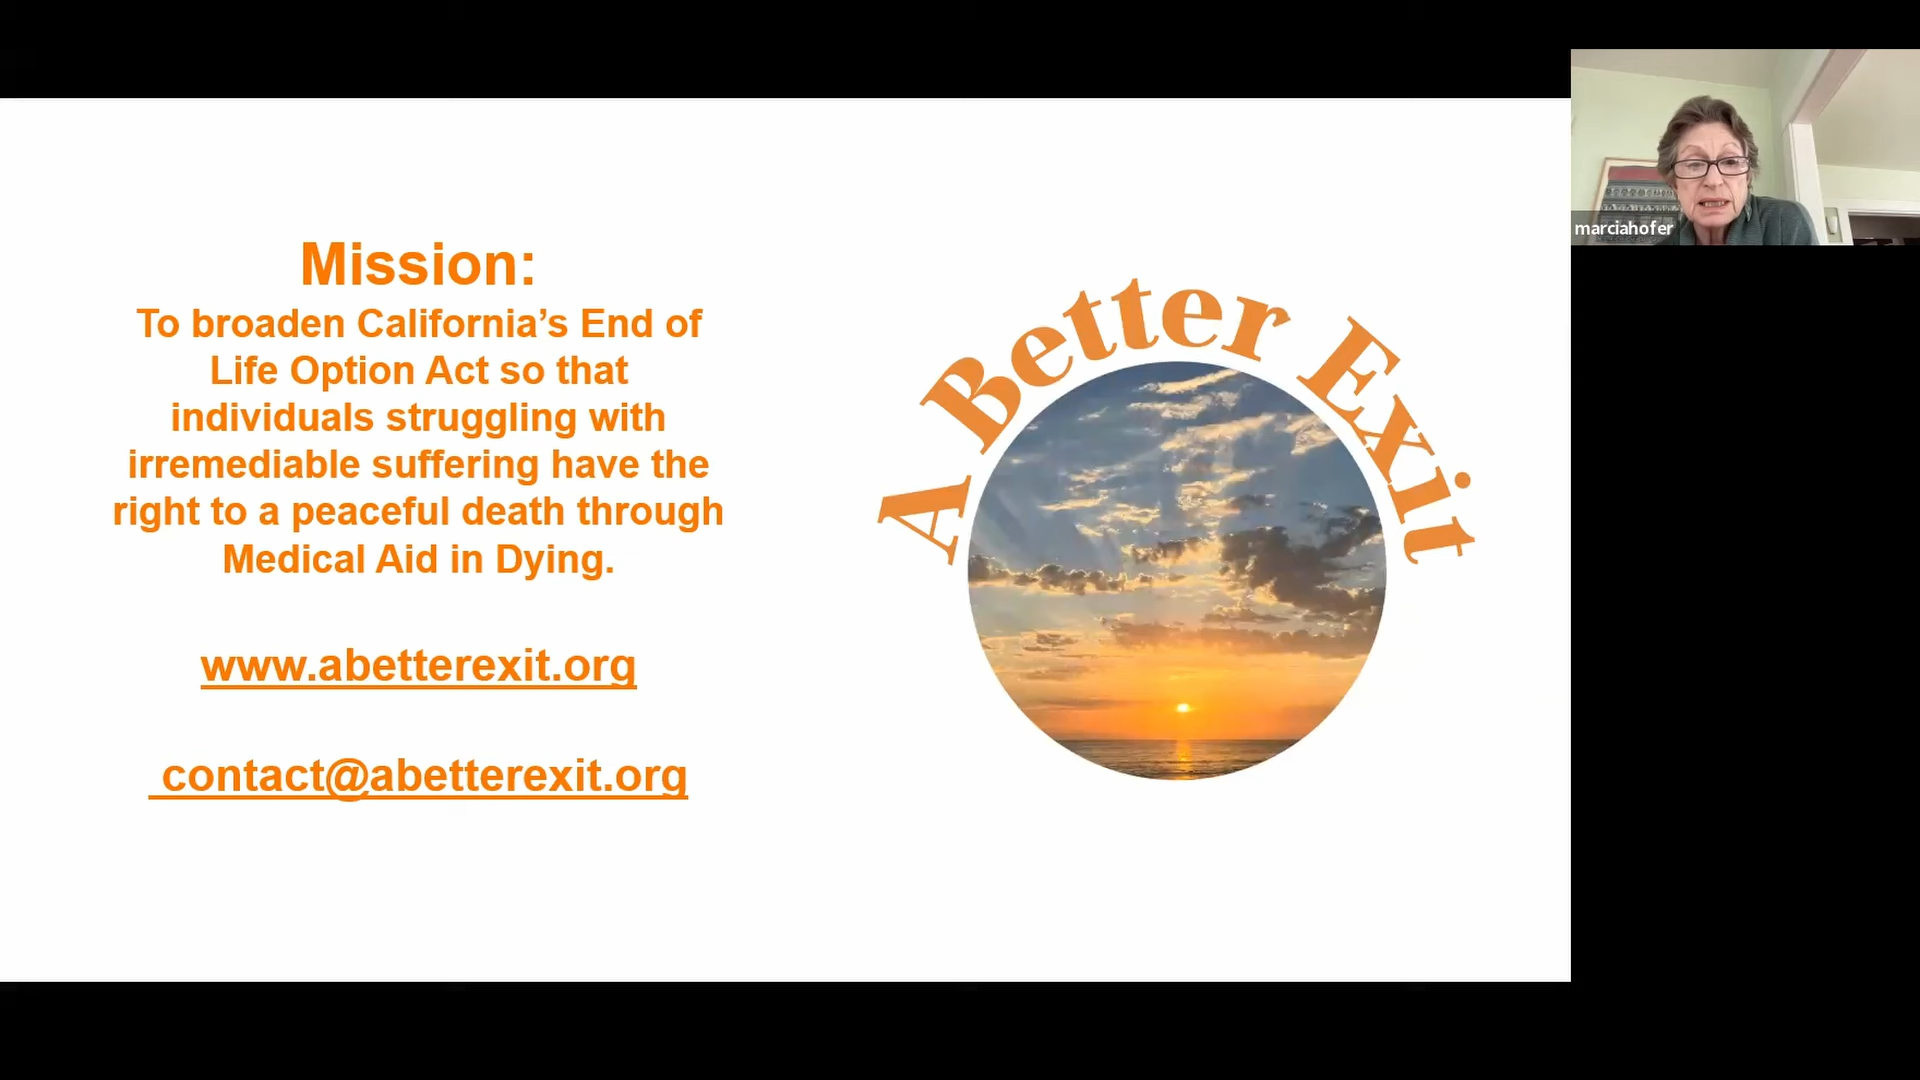 Mission:
To broaden California’s End of
Life Option Act so that
individuals struggling with
irremediable suffering have the
right to a peaceful death through
Medical Aid in Dying.
www.abetterexit.org
contact@abetterexit.org
A Better Exit
marciahofer